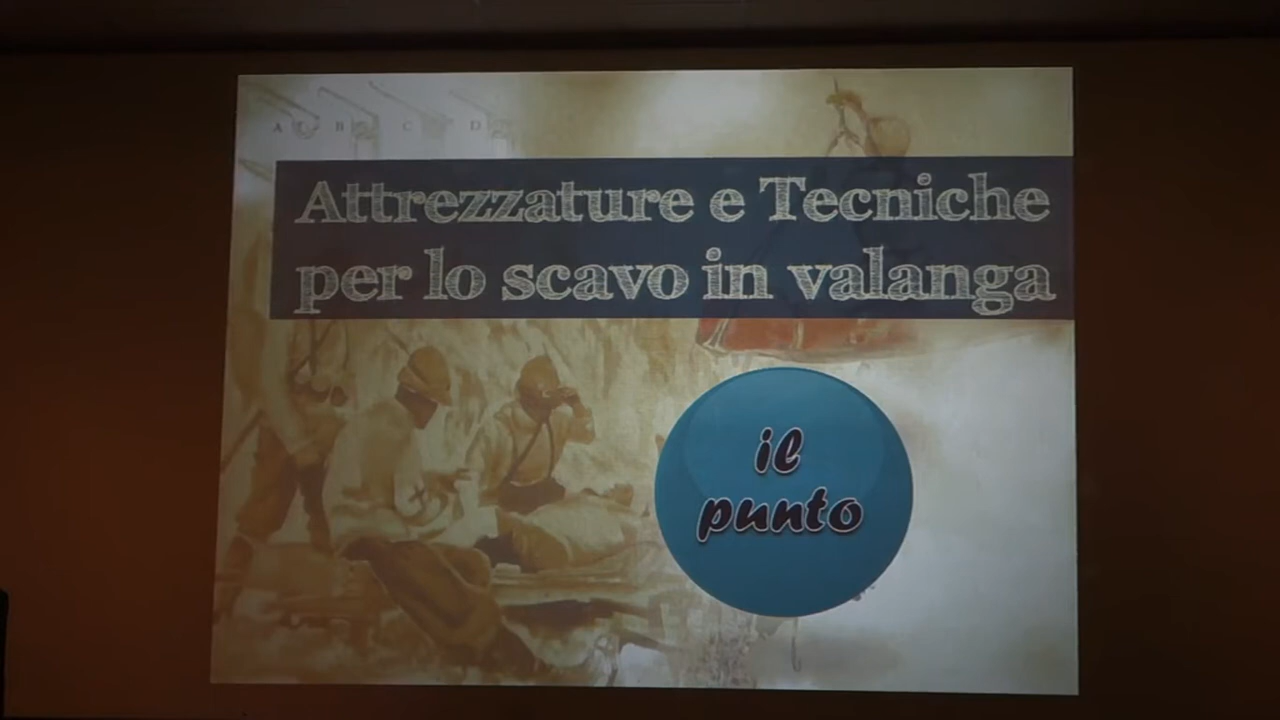 A B C D
Attrezzature e Tecniche
per lo scavo in valanga
il
punto